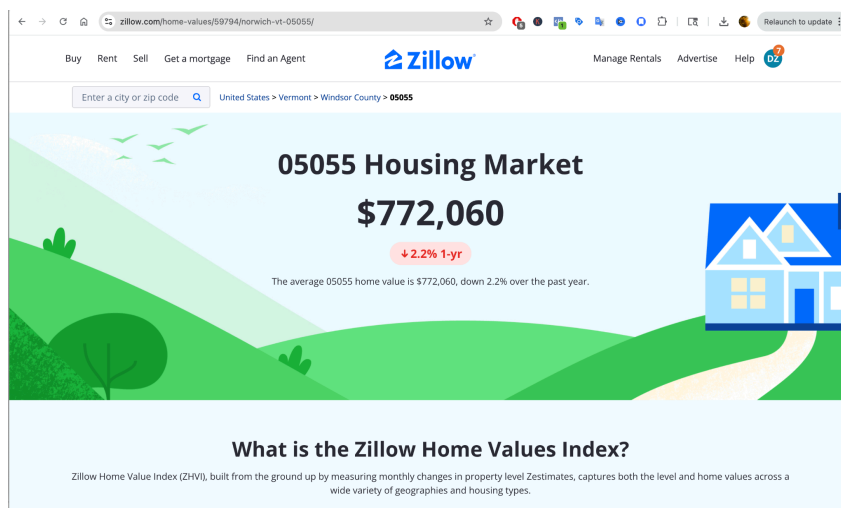 zillow.com/home-values/59794/norwich-vt-05055/
6
1
Relaunch to update
Buy Rent Sell Get a mortgage Find an Agent
Zillow
Manage Rentals Advertise Help
DZ
7
Enter a city or zip code
United States > Vermont > Windsor County > 05055
05055 Housing Market
$772,060
↓ 2.2% 1-yr
The average 05055 home value is $772,060, down 2.2% over the past year.
What is the Zillow Home Values Index?
Zillow Home Value Index (ZHVI), built from the ground up by measuring monthly changes in property level Zestimates, captures both the level and home values across a
wide variety of geographies and housing types.